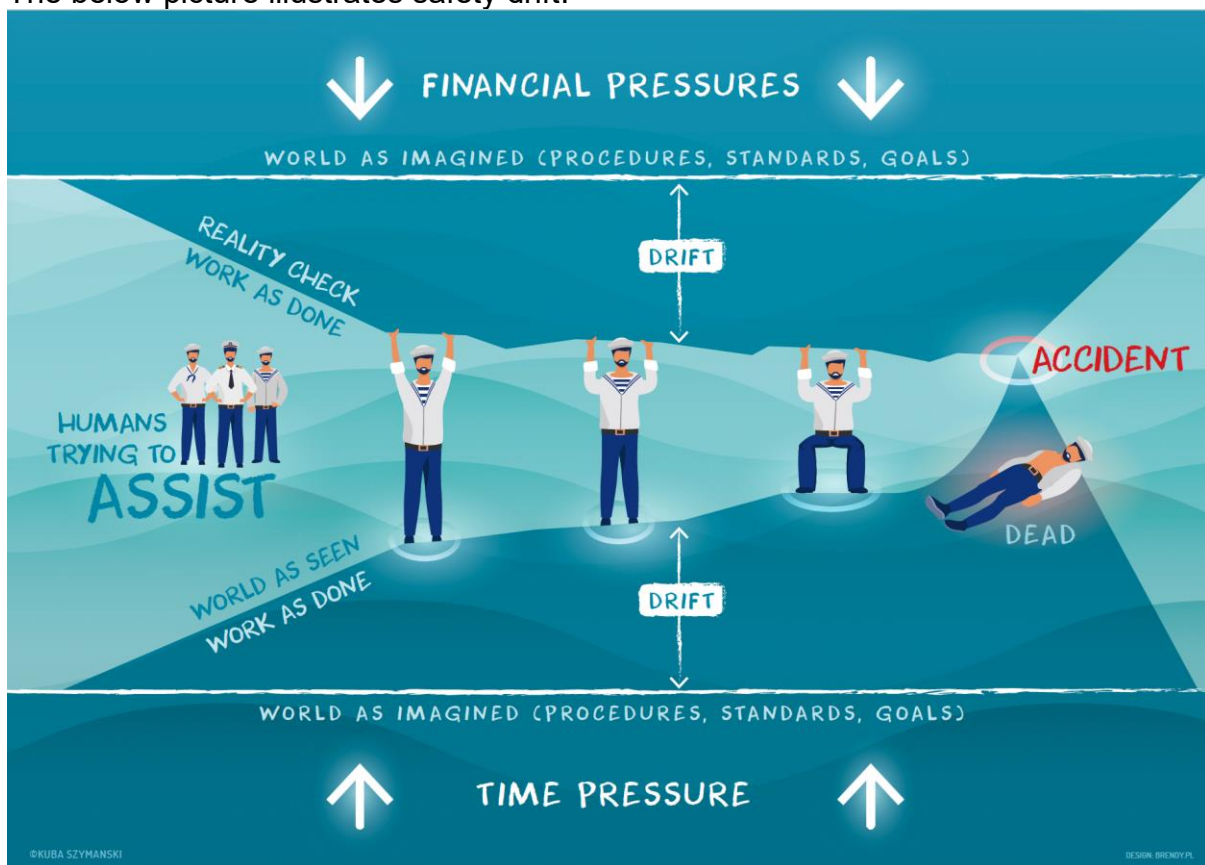 The below picture illustrates safety drift:
FINANCIAL PRESSURES
WORLD AS IMAGINED (PROCEDURES, STANDARDS, GOALS)
REALITY CHECK
WORK AS DONE
DRIFT
ACCIDENT
HUMANS
TRYING TO
ASSIST
DEAD
WORLD AS SEEN
WORK AS DONE
DRIFT
WORLD AS IMAGINED (PROCEDURES, STANDARDS, GOALS)
TIME PRESSURE
©KUBA SZYMANSKI
DESIGN: BRENDY.PL